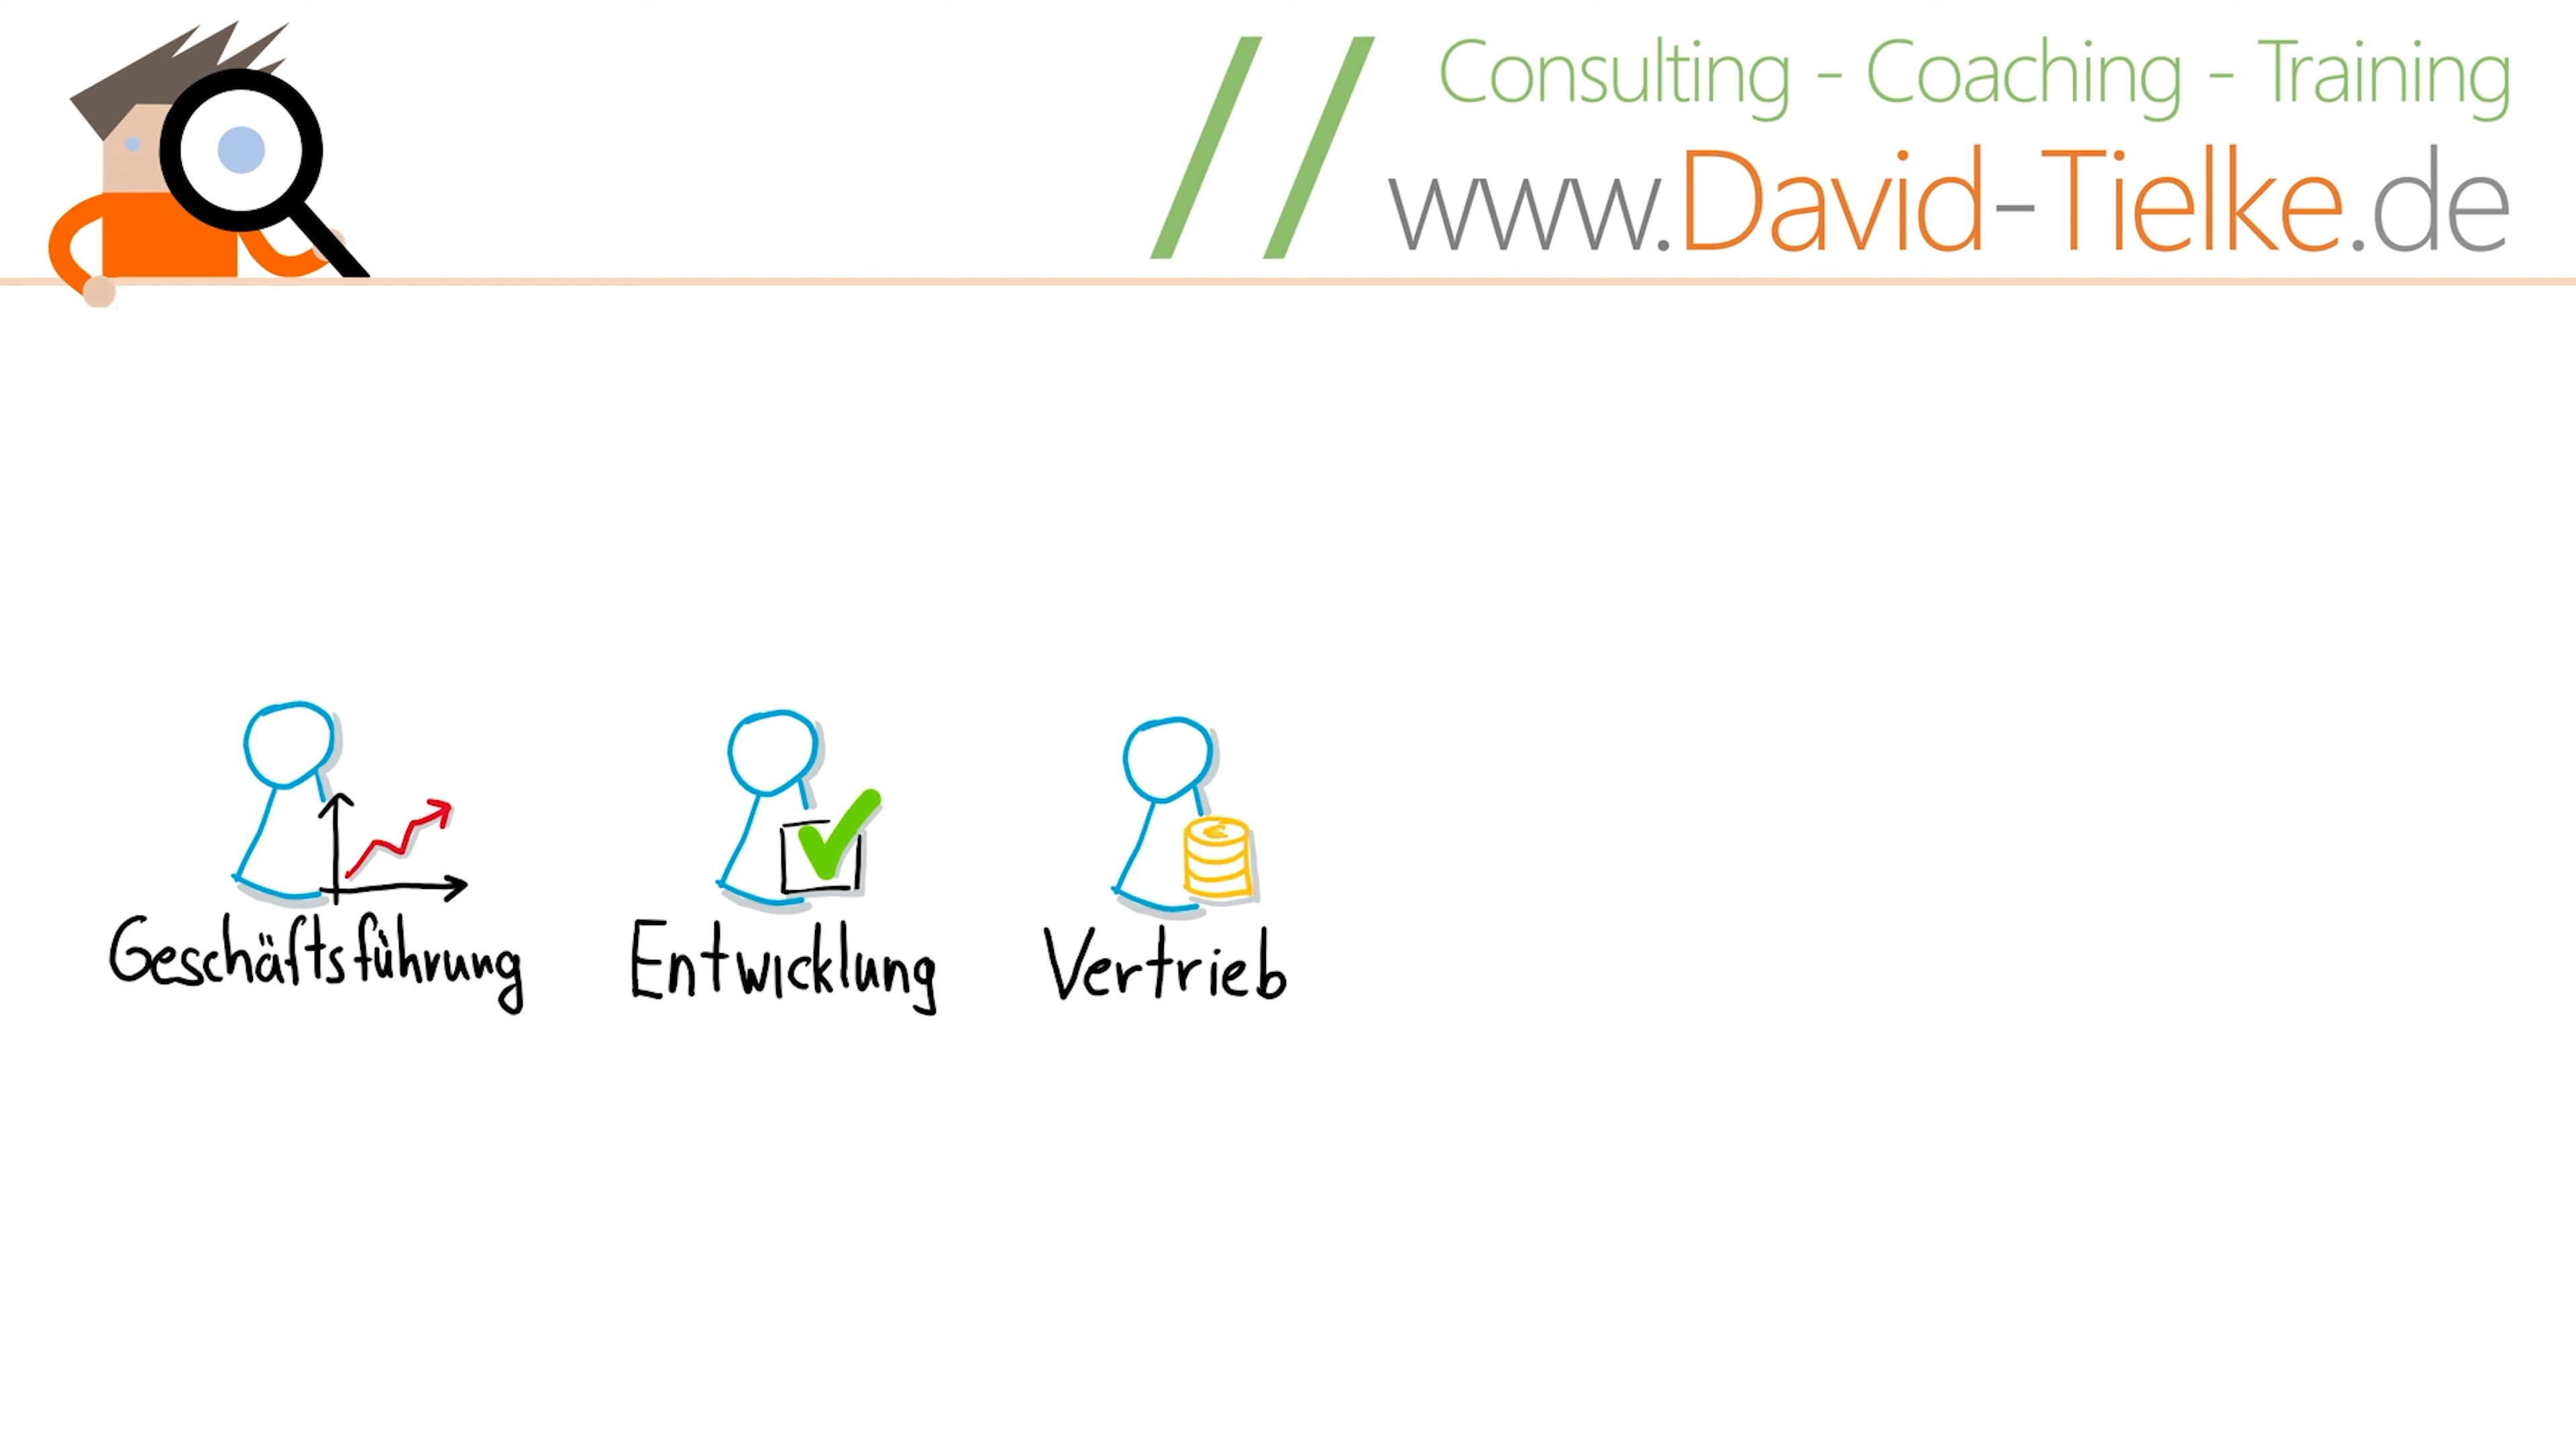 // Consulting - Coaching - Training
www.David-Tielke.de
€
Geschäftsführung Entwicklung Vertrieb